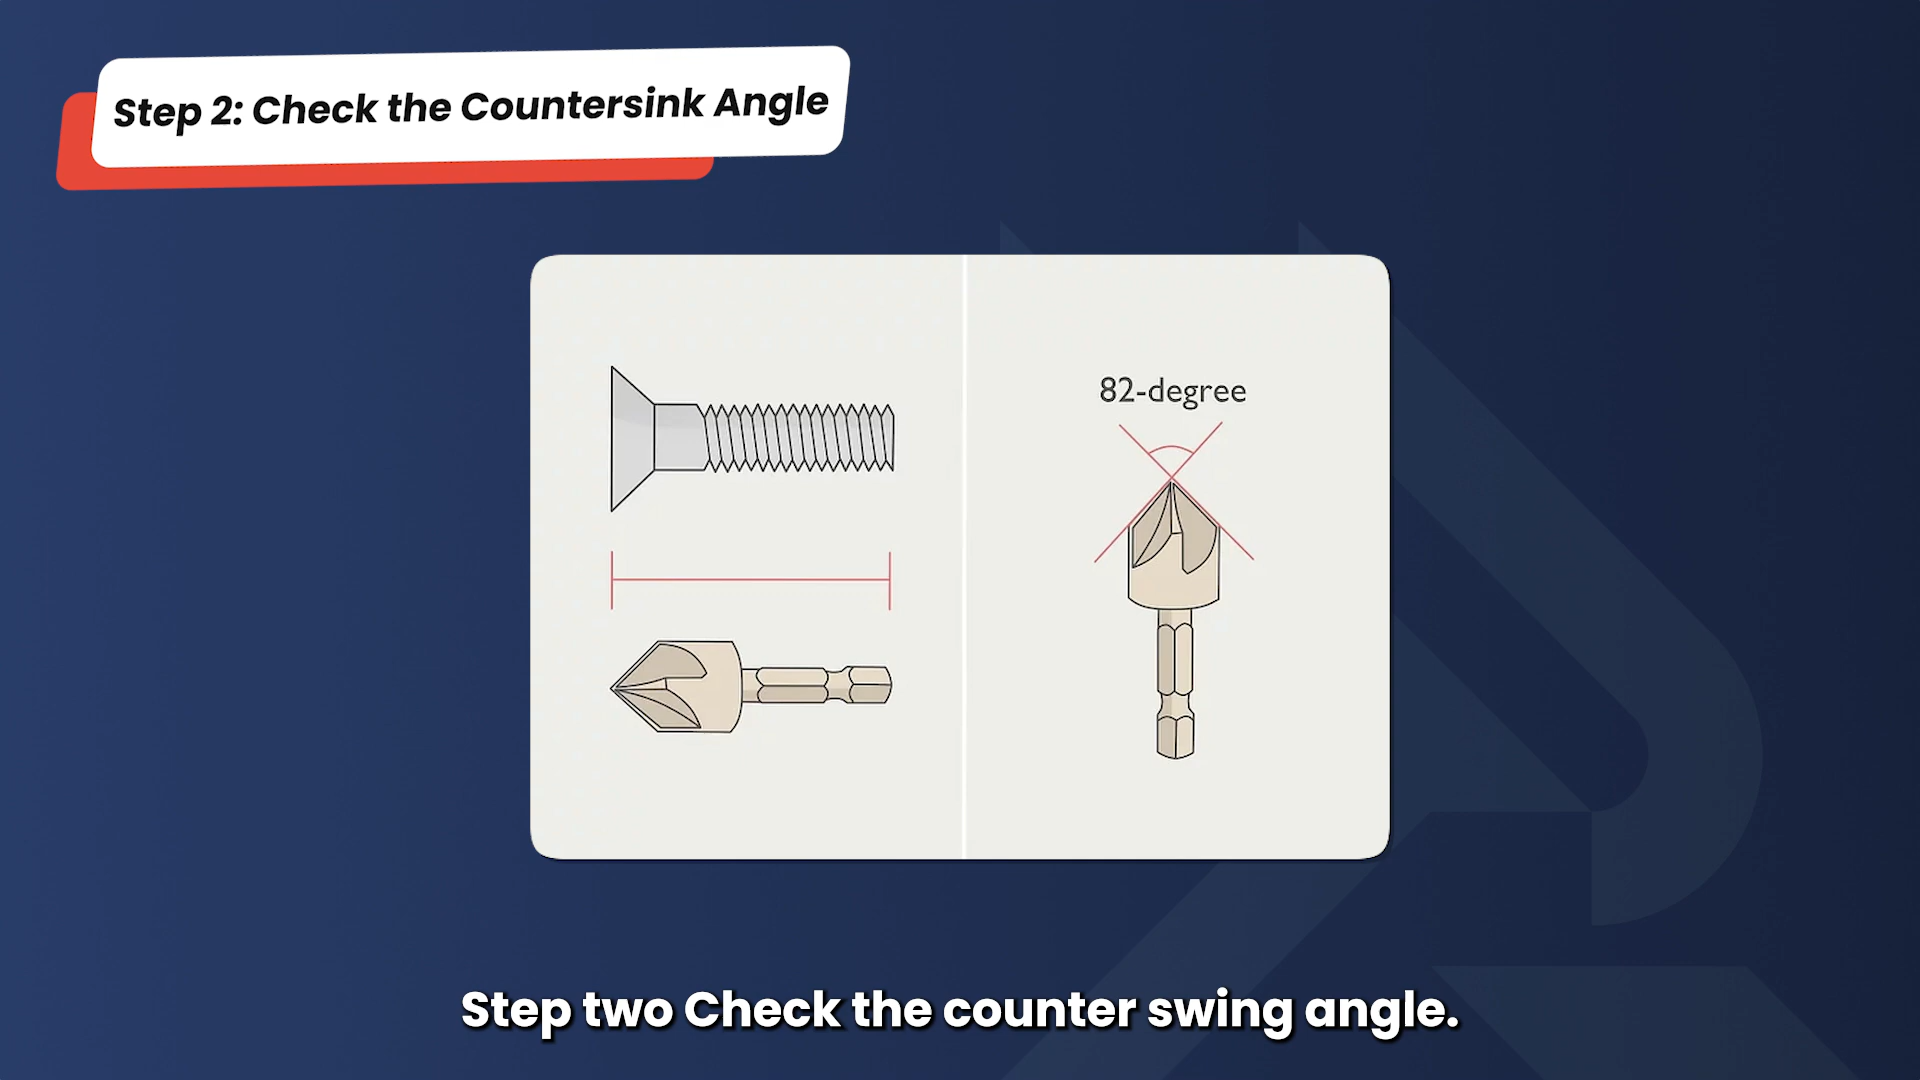 Step 2: Check the Countersink Angle
82-degree
Step two Check the counter swing angle.